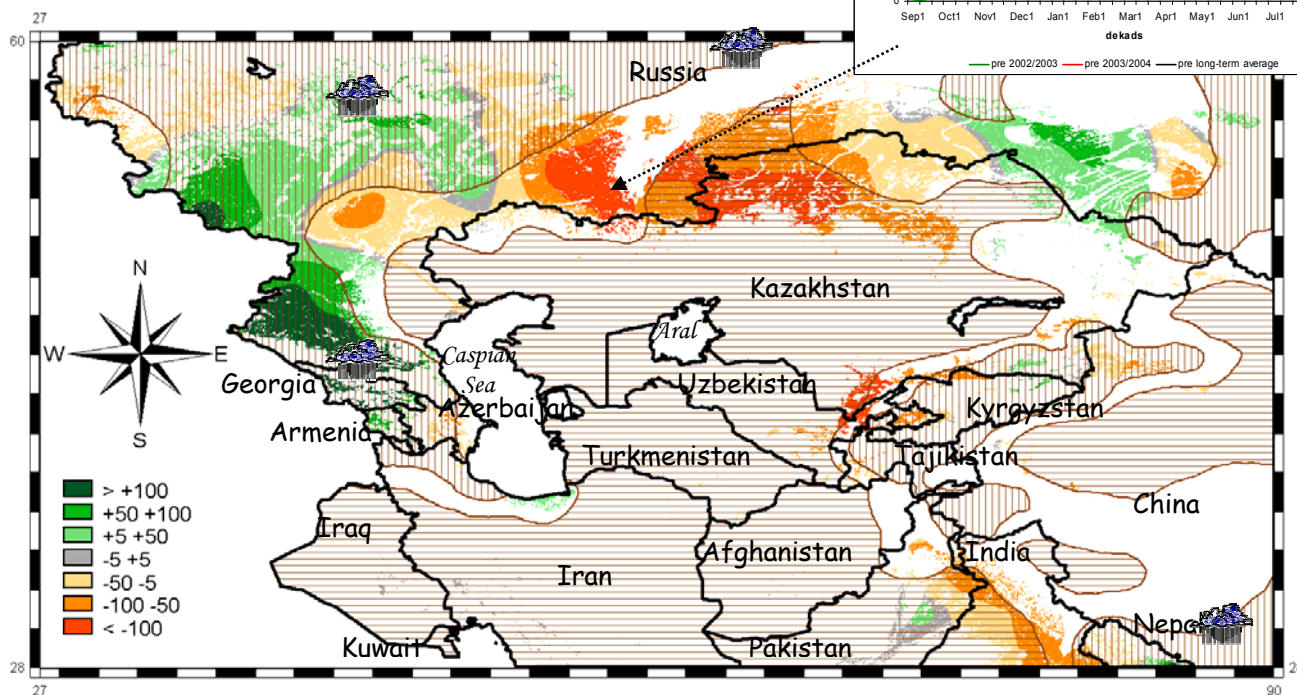 0
Sep1 Oct1 Nov1 Dec1 Jan1 Feb1 Mar1 Apr1 May1 Jun1 Jul1
dekads
pre 2002/2003 pre 2003/2004 pre long-term average
27
60
Russia
N
W E
S
Kazakhstan
Aral
Caspian
Sea
Georgia
Uzbekistan
Azerbaijan
Kyrgyzstan
Armenia
Turkmenistan
Tajikistan
> +100
+50 +100
+5 +50
-5 +5
-50 -5
-100 -50
< -100
China
Iraq
Afghanistan
India
Iran
Kuwait
Pakistan
28
27
90